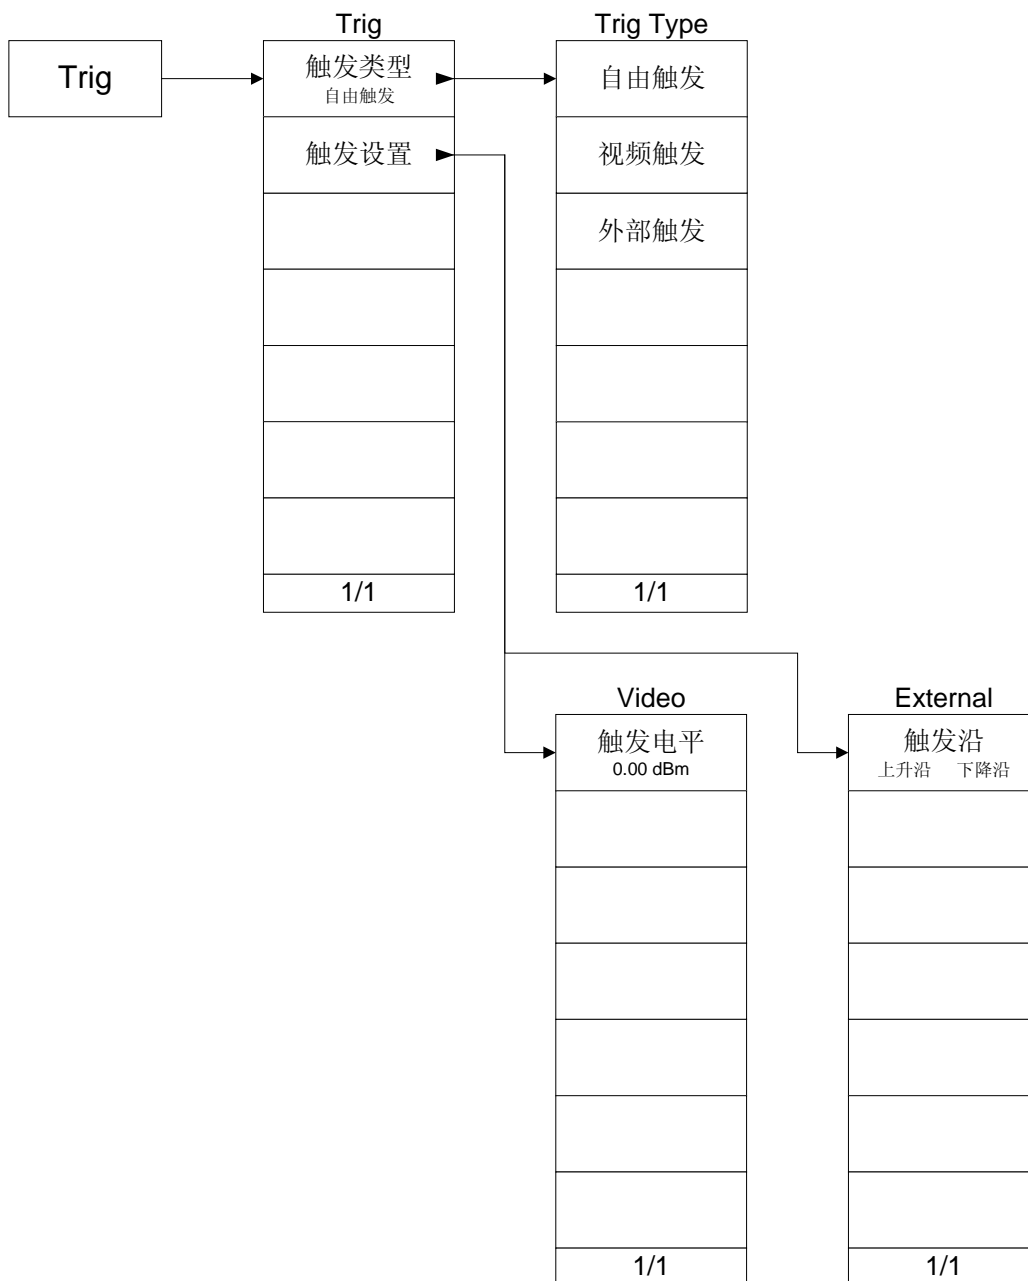 Trig
Trig
触发类型
自由触发
触发设置
1/1
Trig Type
自由触发
视频触发
外部触发
1/1
Video
触发电平
0.00 dBm
1/1
External
触发沿
上升沿 下降沿
1/1